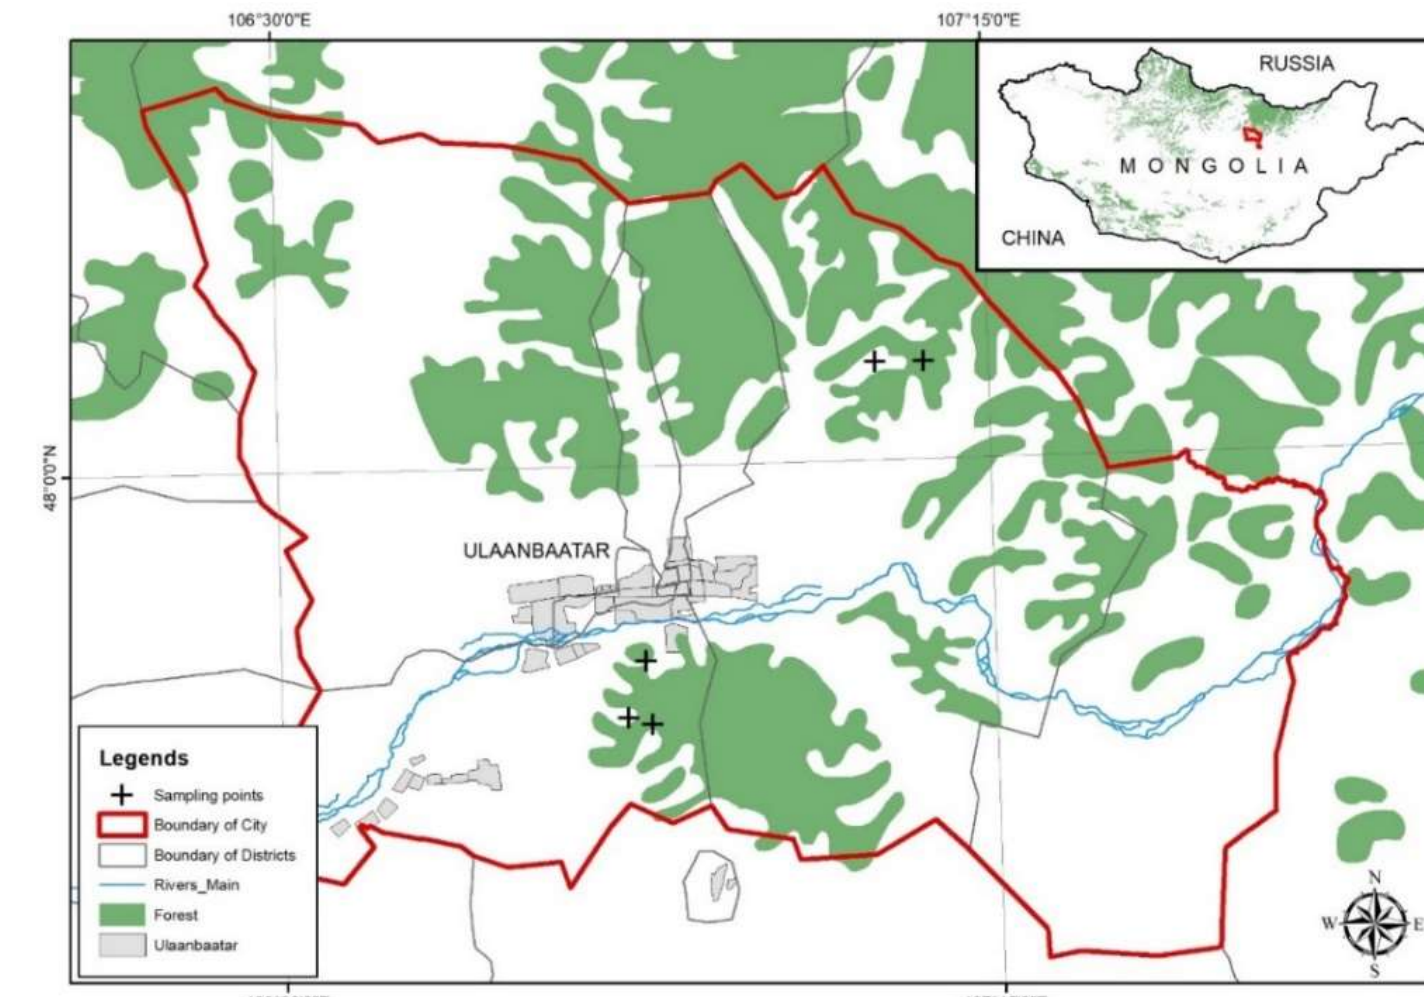 106°30'0"E
107°15'0"E
RUSSIA
MONGOLIA
CHINA
48°0'0"N
ULAANBAATAR
Legends
Sampling points
Boundary of City
Boundary of Districts
Rivers_Main
Forest
Ulaanbaatar
N
W E
S